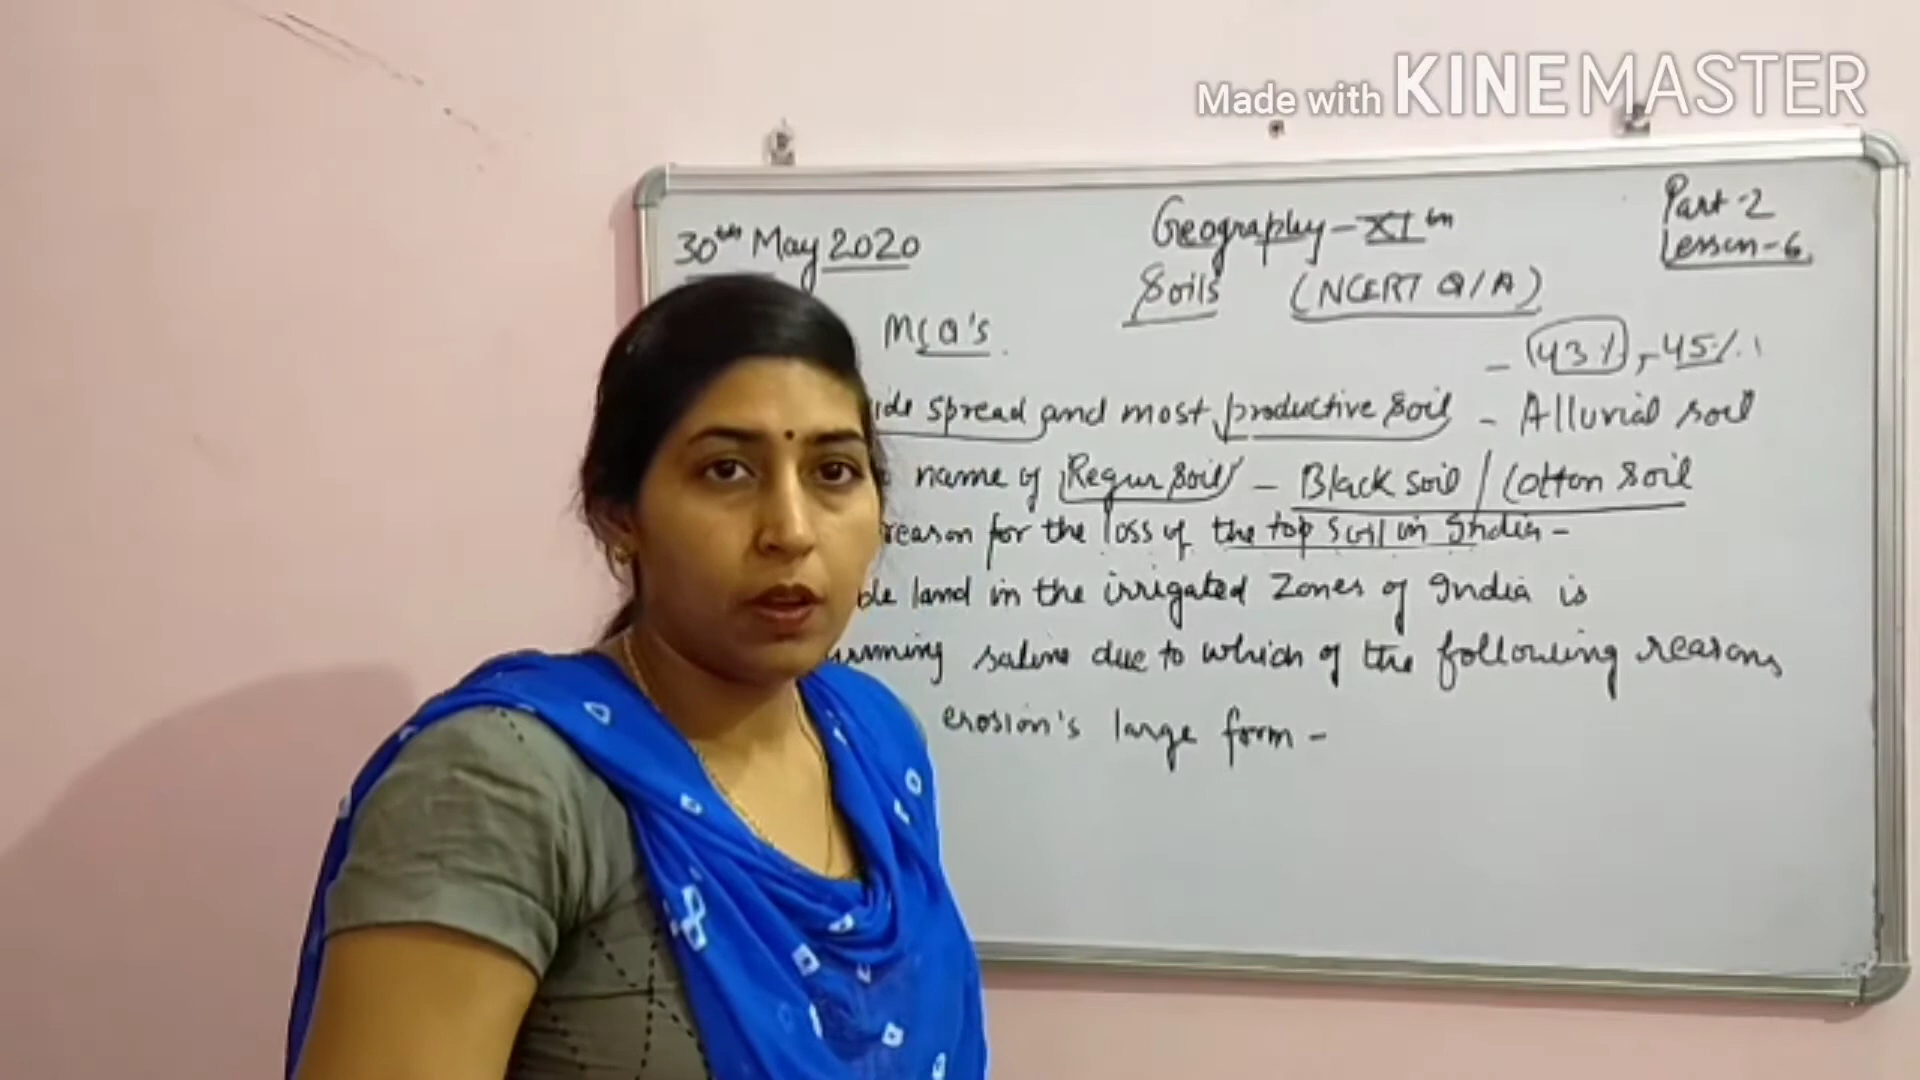 Made with KINEMASTER
30th May 2020
Geography - XIth
Part-2
Lesson-6
Soils (NCERT Q/A)
MCQ's
- 43%, 45%
wide spread and most productive soil - Alluvial soil
name of Regur Soil - Black soil / Cotton Soil
reason for the loss of the top soil in India -
land in the irrigated zones of India is
saline due to which of the following reasons
erosion's large form -